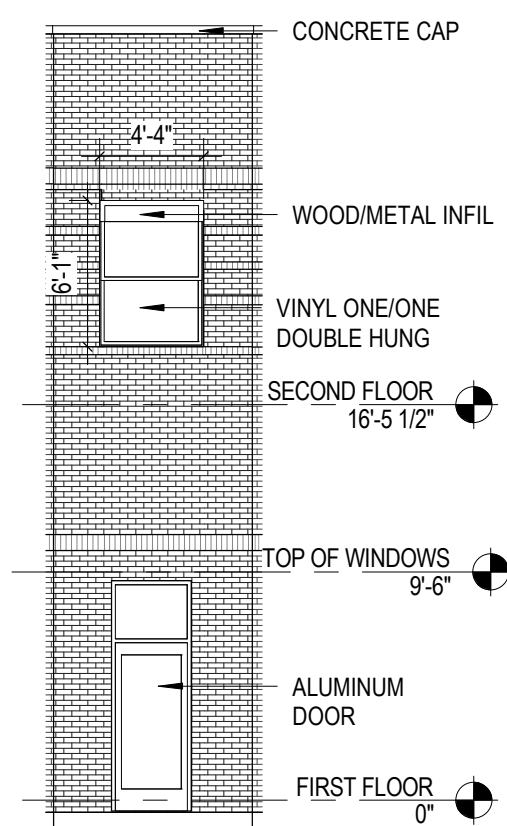 CONCRETE CAP
4'-4"
WOOD/METAL INFIL
6'-1"
VINYL ONE/ONE
DOUBLE HUNG
SECOND FLOOR
16'-5 1/2"
TOP OF WINDOWS
9'-6"
ALUMINUM
DOOR
FIRST FLOOR
0"